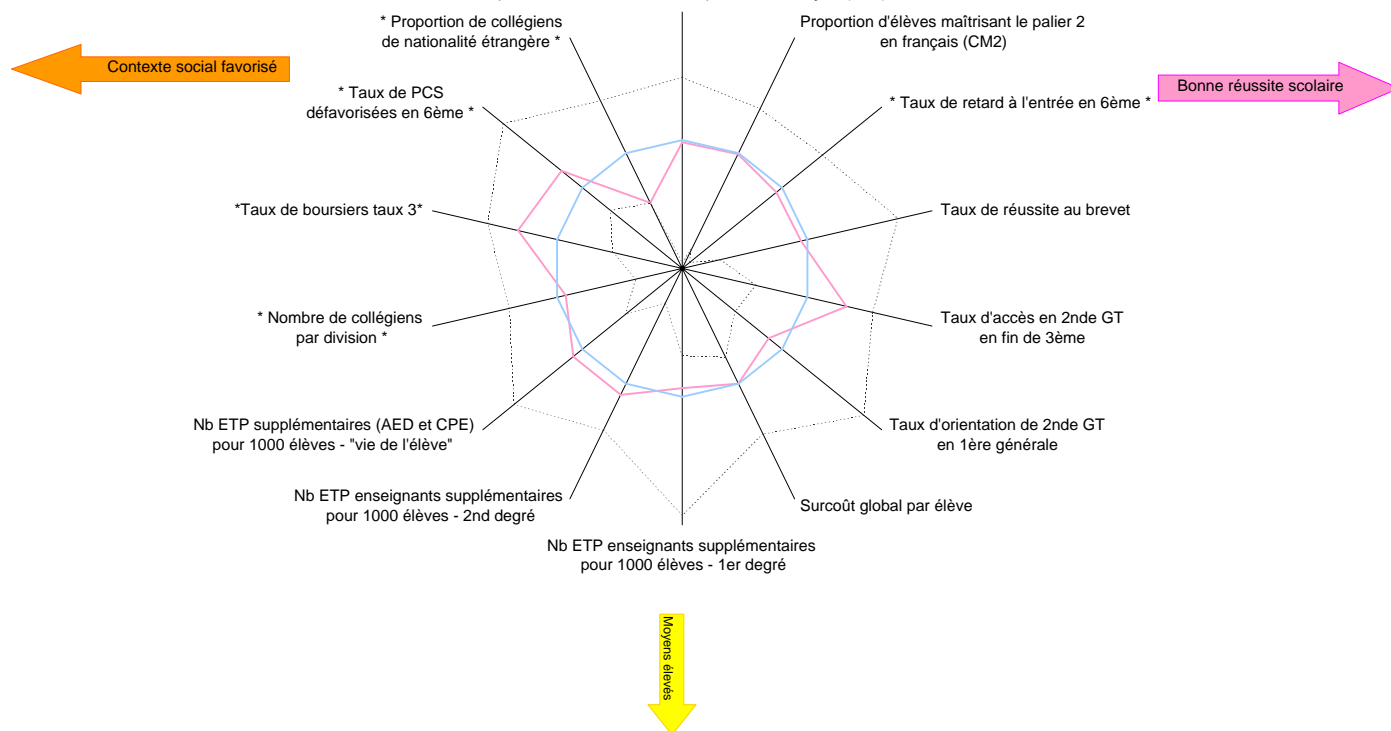 * Proportion de collégiens
de nationalité étrangère *
Proportion d'élèves maîtrisant le palier 2
en français (CM2)
Contexte social favorisé
Bonne réussite scolaire
* Taux de PCS
défavorisées en 6ème *
* Taux de retard à l'entrée en 6ème *
*Taux de boursiers taux 3*
Taux de réussite au brevet
* Nombre de collégiens
par division *
Taux d'accès en 2nde GT
en fin de 3ème
Nb ETP supplémentaires (AED et CPE)
pour 1000 élèves - "vie de l'élève"
Taux d'orientation de 2nde GT
en 1ère générale
Nb ETP enseignants supplémentaires
pour 1000 élèves - 2nd degré
Surcoût global par élève
Nb ETP enseignants supplémentaires
pour 1000 élèves - 1er degré
Moyens élevés